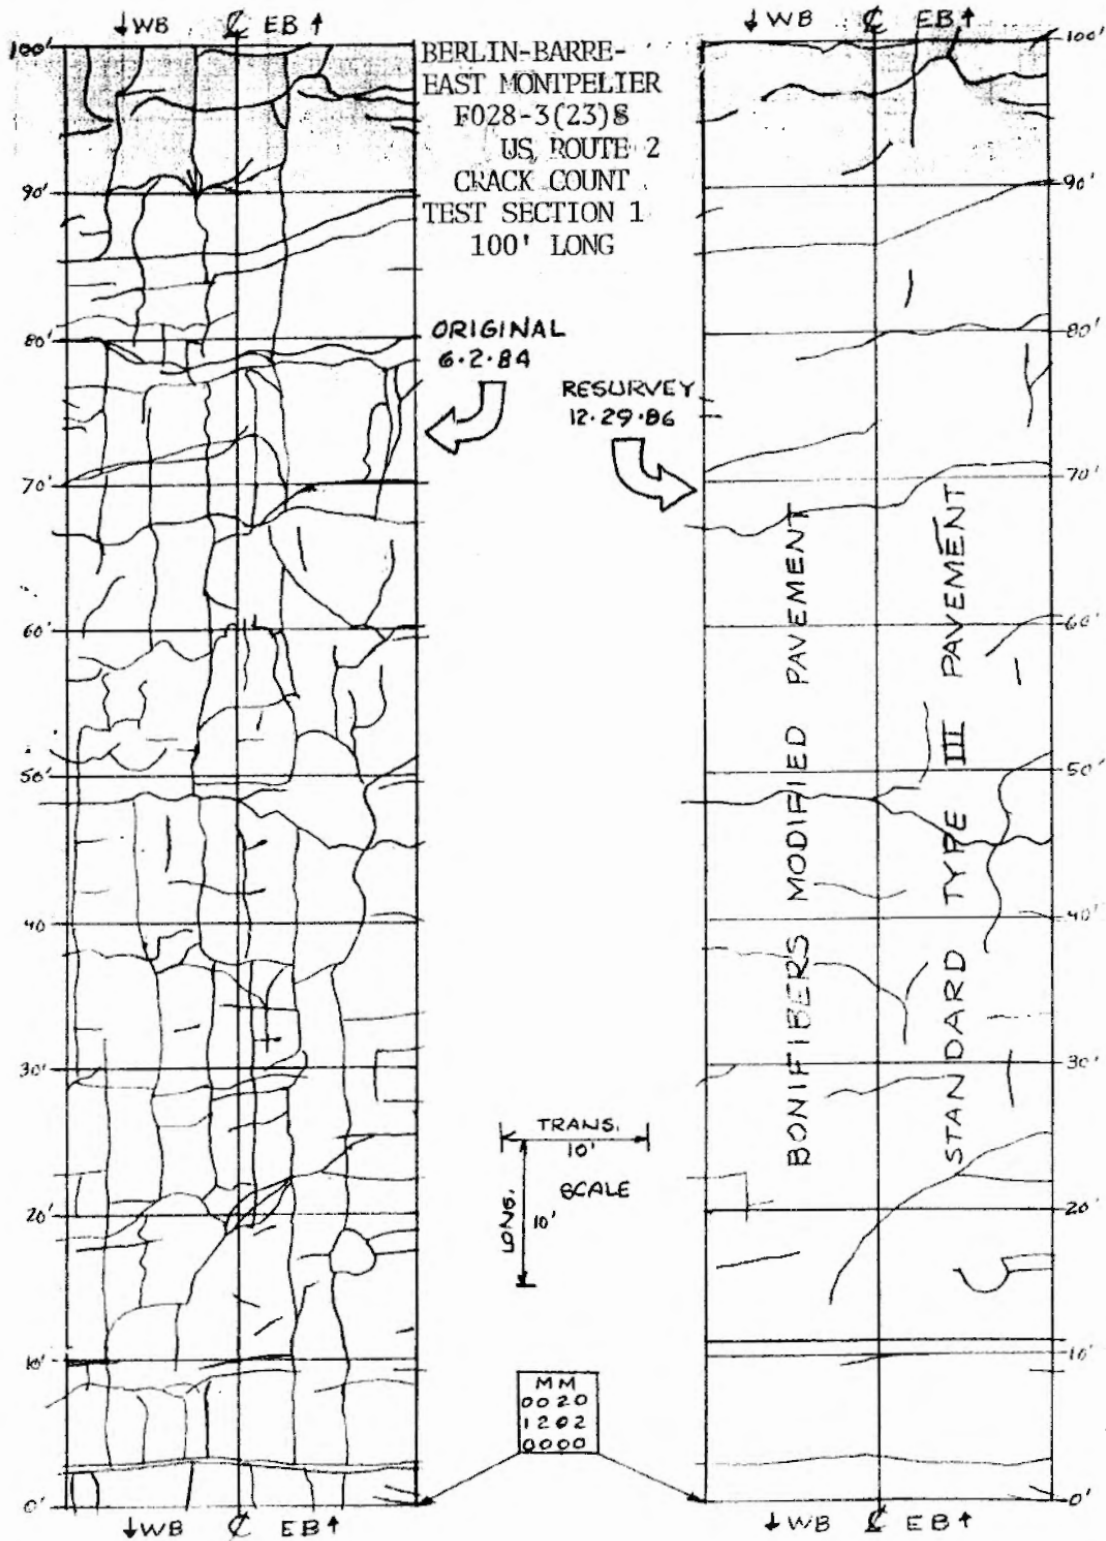 ↓WB ℄ EB↑
↓WB ℄ EB↑
BERLIN-BARRE-
EAST MONTPELIER
F028-3(23)S
US ROUTE 2
CRACK COUNT
TEST SECTION 1
100' LONG
ORIGINAL
6·2·84
RESURVEY
12·29·86
100'
90'
80'
70'
60'
50'
40'
30'
20'
10'
0'
100'
90'
80'
70'
60'
50'
40'
30'
20'
10'
0'
BONIFIBERS MODIFIED PAVEMENT
STANDARD TYPE III PAVEMENT
TRANS.
10'
SCALE
LONG.
10'
MM
0020
1202
0000
↓WB ℄ EB↑
↓WB ℄ EB↑